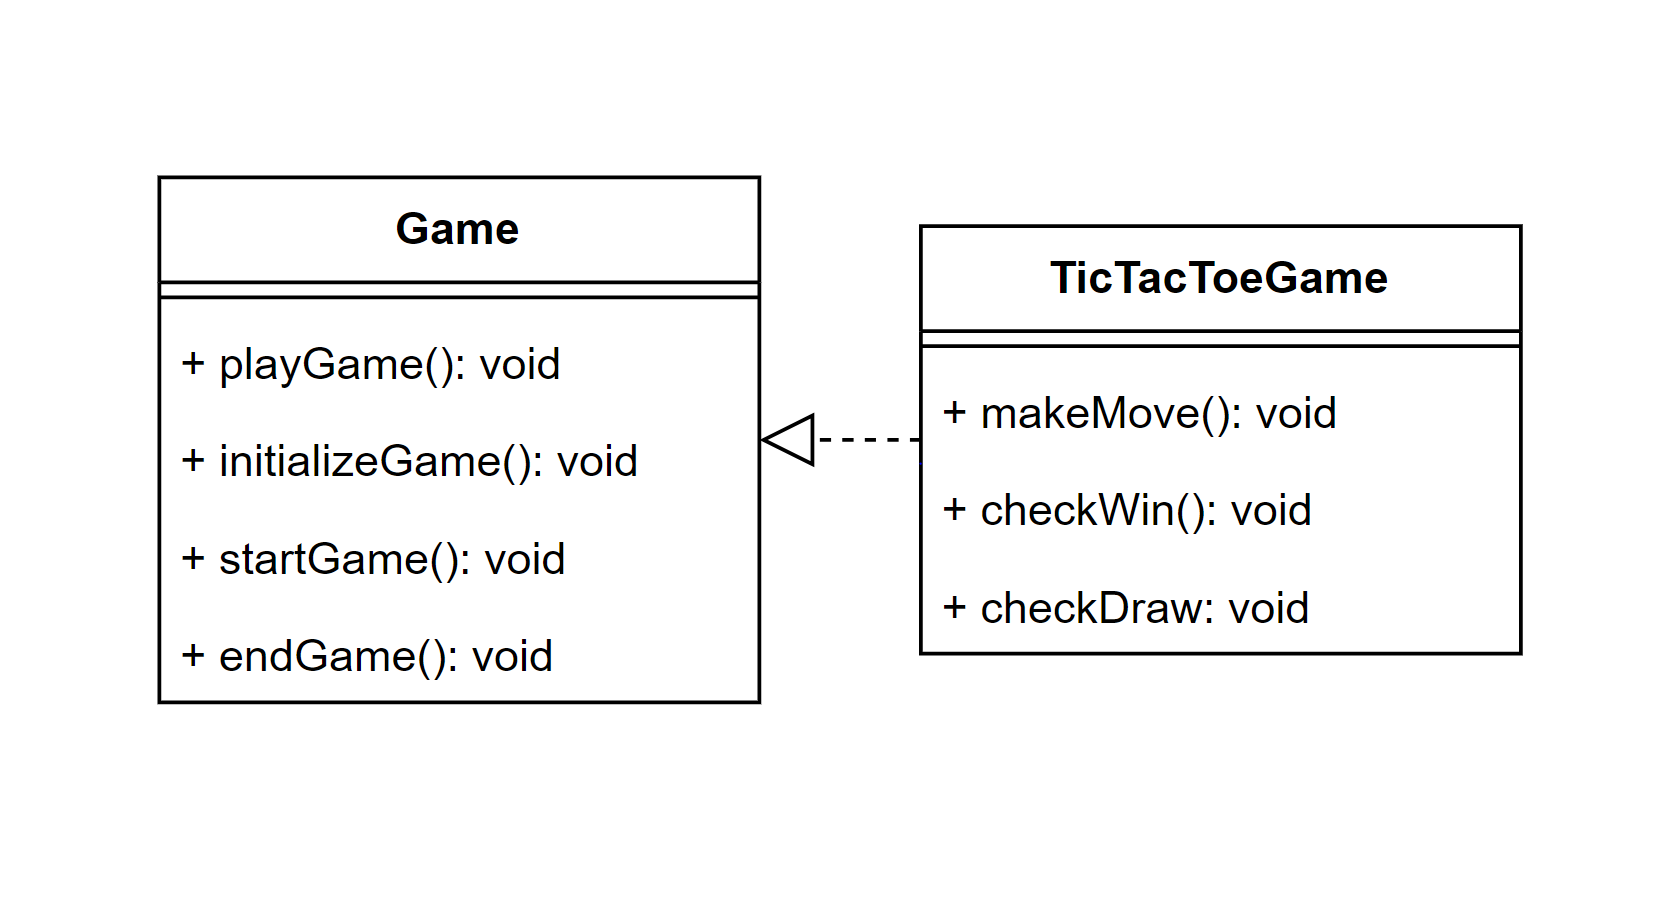 Game
+ playGame(): void
+ initializeGame(): void
+ startGame(): void
+ endGame(): void
TicTacToeGame
+ makeMove(): void
+ checkWin(): void
+ checkDraw: void